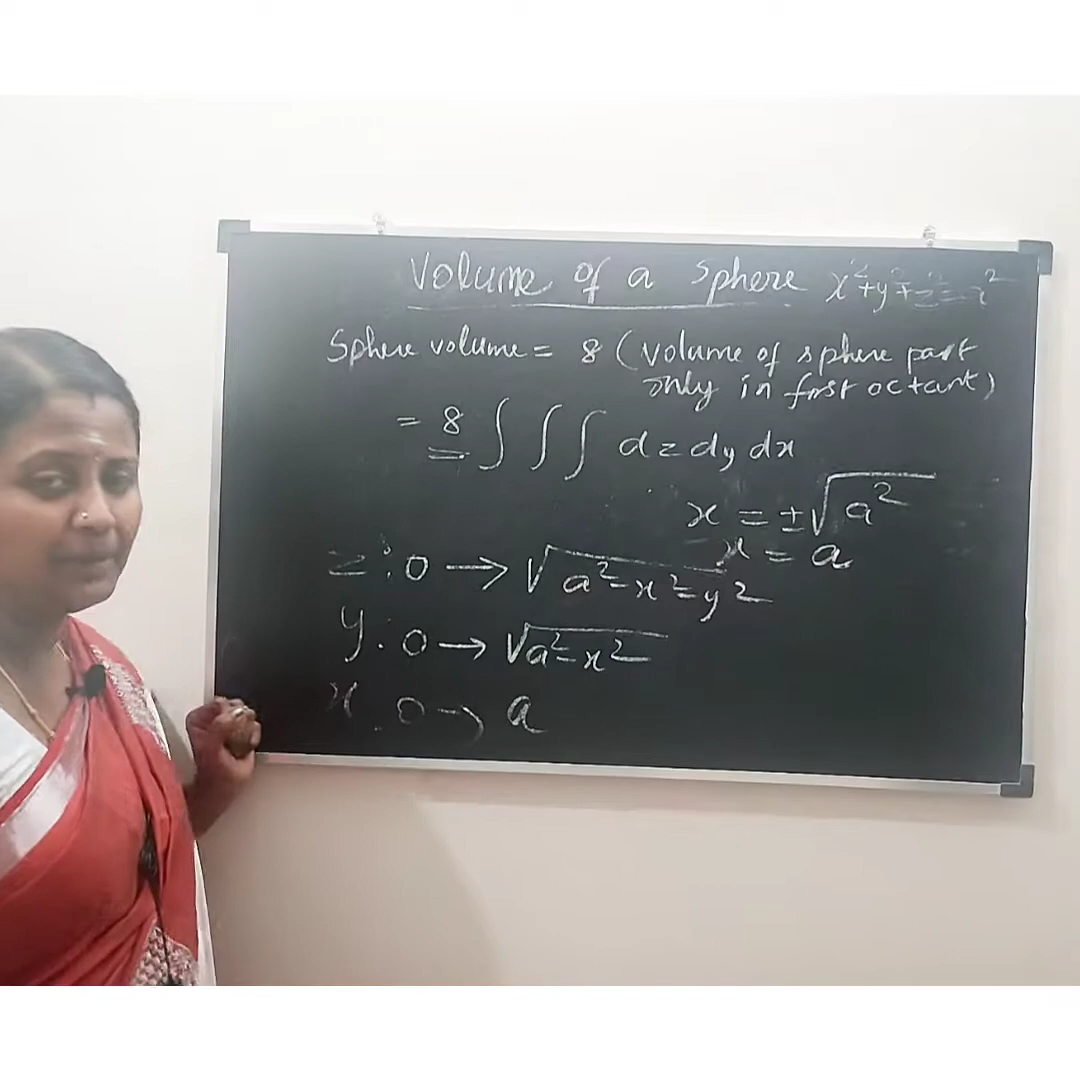 Volume of a sphere x²+y²+z²=r²
Sphere volume = 8 (volume of sphere part
only in first octant)
= 8 ∫ ∫ ∫ dz dy dx
x = ±√a²
x = a
z : 0 → √a²-x²-y²
y : 0 → √a²-x²
x : 0 → a